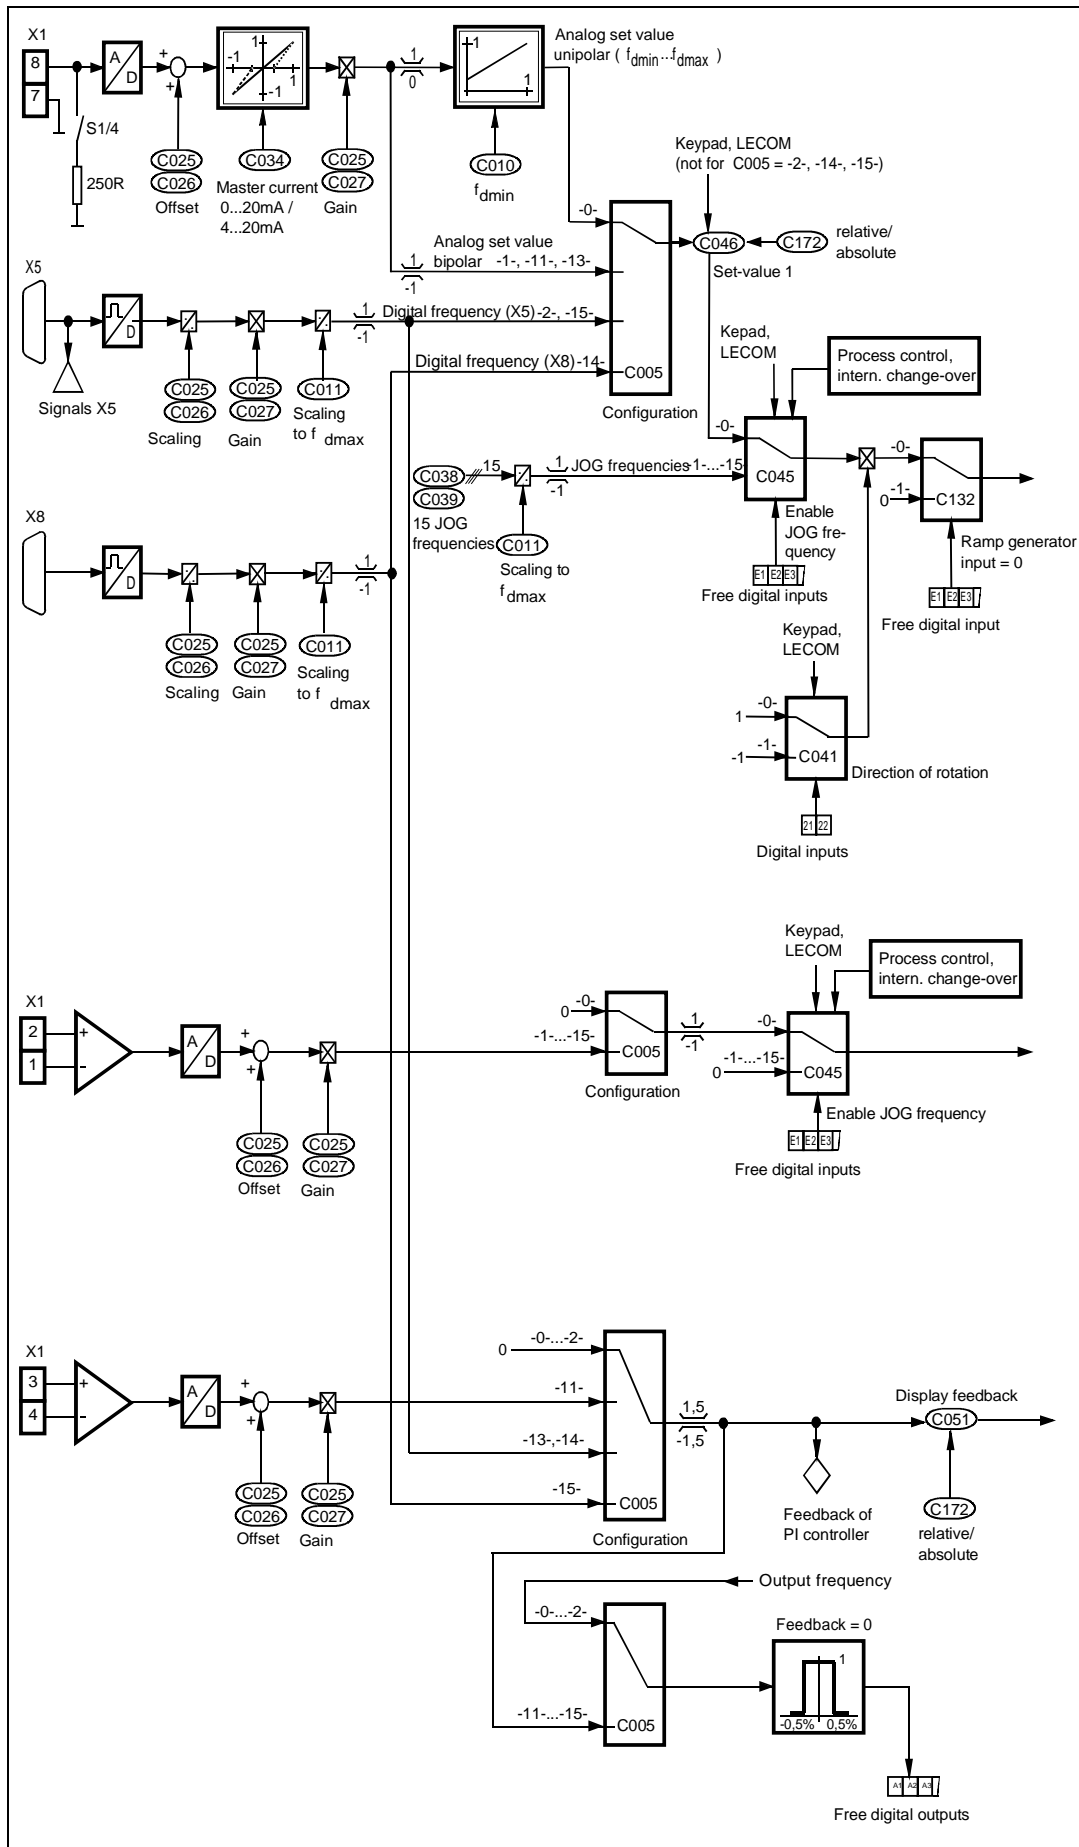 X1
8
7
A
D
+
+
1
-1
1
-1
S1/4
250R
C025
C026
Offset
C034
Master current
0...20mA /
4...20mA
C025
C027
Gain
1
0
1
1
C010
f dmin
Analog set value
unipolar ( f dmin...f dmax )
Keypad, LECOM
(not for C005 = -2-, -14-, -15-)
-0-
C046
C172
relative/
absolute
Set-value 1
Analog set value
bipolar -1-, -11-, -13-
1
-1
X5
D
1
-1
Digital frequency (X5) -2-, -15-
Digital frequency (X8) -14-
C005
Configuration
Signals X5
C025
C026
Scaling
C025
C027
Gain
C011
Scaling
to f dmax
Kepad,
LECOM
Process control,
intern. change-over
-0-
C045
C038
C039
15
15 JOG
frequencies
1
-1
JOG frequencies -1-...-15-
C011
Scaling to
f dmax
Enable
JOG fre-
quency
E1 E2 E3
Free digital inputs
-0-
0 -1-
C132
Ramp generator
input = 0
E1 E2 E3
Free digital input
X8
D
1
-1
C025
C026
Scaling
C025
C027
Gain
C011
Scaling
to f dmax
Keypad,
LECOM
1 -0-
-1 -1-
C041
Direction of rotation
21 22
Digital inputs
X1
2
1
+
-
A
D
+
+
C025
C026
Offset
C025
C027
Gain
0 -0-
-1-...-15-
C005
Configuration
1
-1
Keypad,
LECOM
Process control,
intern. change-over
-0-
-1-...-15-
0
C045
Enable JOG frequency
E1 E2 E3
Free digital inputs
X1
3
4
+
-
A
D
+
+
C025
C026
Offset
C025
C027
Gain
0 -0-...-2-
-11-
-13-,-14-
-15-
C005
Configuration
1,5
-1,5
Feedback of
PI controller
Display feedback
C051
C172
relative/
absolute
Output frequency
-0-...-2-
-11-...-15-
C005
Feedback = 0
1
-0,5% 0,5%
A1 A2 A3
Free digital outputs